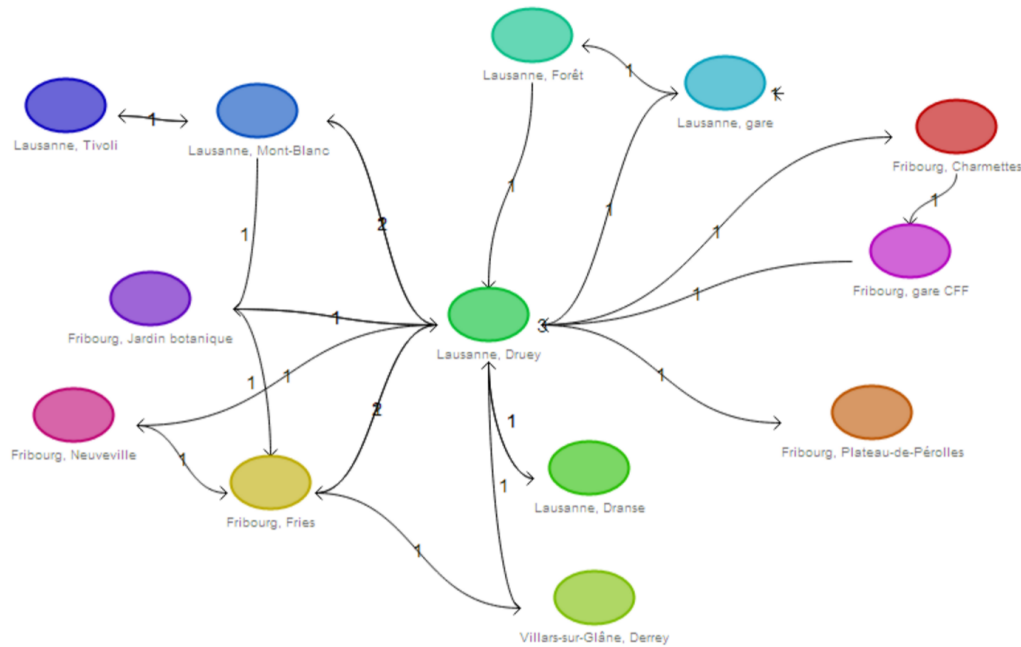 Lausanne, Forêt
1
Lausanne, gare
Lausanne, Tivoli
1
Lausanne, Mont-Blanc
Fribourg, Charmettes
1
1
1
2
1
1
Fribourg, gare CFF
Fribourg, Jardin botanique
1
1
3
Lausanne, Druey
1
1
1
2
Fribourg, Neuveville
1
1
Fribourg, Plateau-de-Pérolles
Fribourg, Fries
1
Lausanne, Dranse
1
Villars-sur-Glâne, Derrey